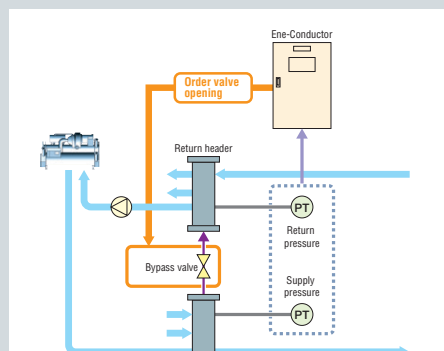 Ene-Conductor
Order valve
opening
Return header
PT
Return
pressure
Bypass valve
Supply
pressure
PT